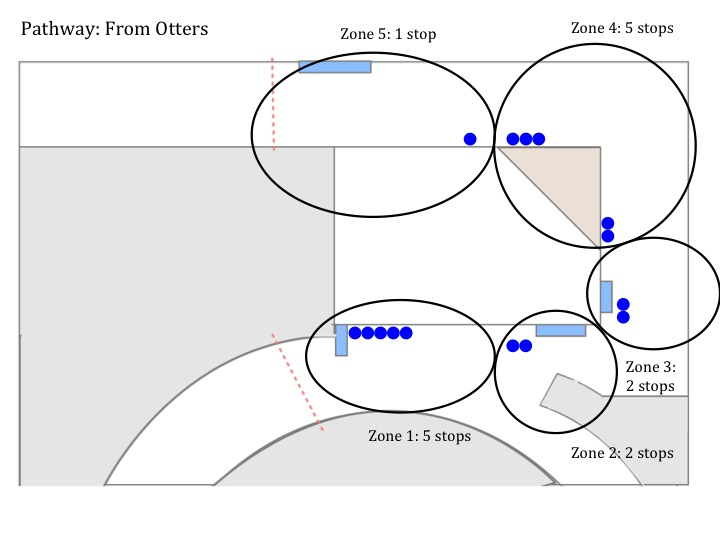 Pathway: From Otters
Zone 5: 1 stop
Zone 4: 5 stops
Zone 3:
2 stops
Zone 1: 5 stops
Zone 2: 2 stops